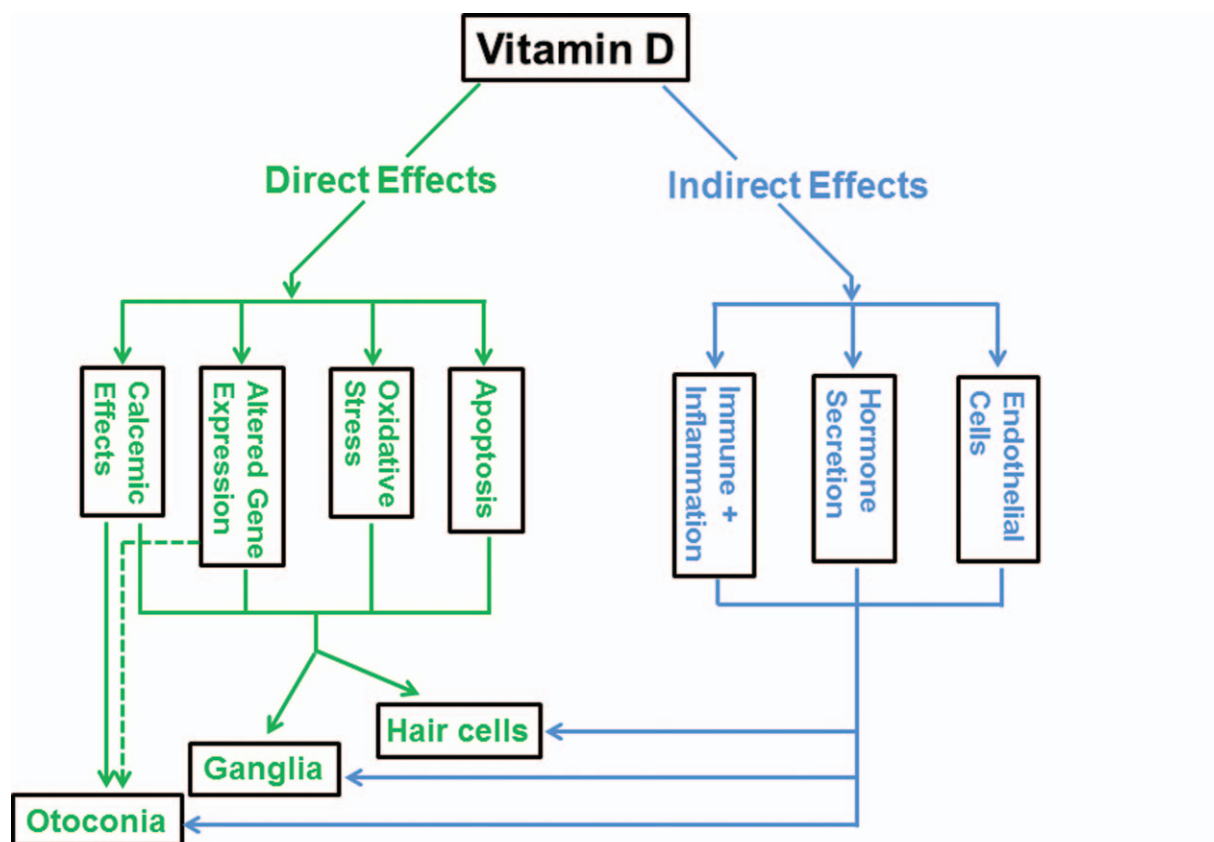 Vitamin D
Direct Effects
Indirect Effects
Calcemic
Effects
Altered Gene
Expression
Oxidative
Stress
Apoptosis
Immune +
Inflammation
Hormone
Secretion
Endothelial
Cells
Hair cells
Ganglia
Otoconia